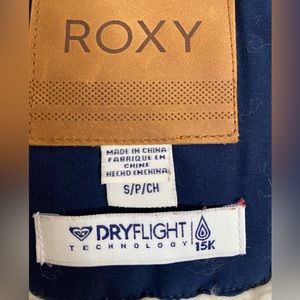 ROXY
MADE IN CHINA
FABRIQUE EN
CHINE
HECHO EN CHINA
S/P/CH
DRYFLIGHT
TECHNOLOGY
15K